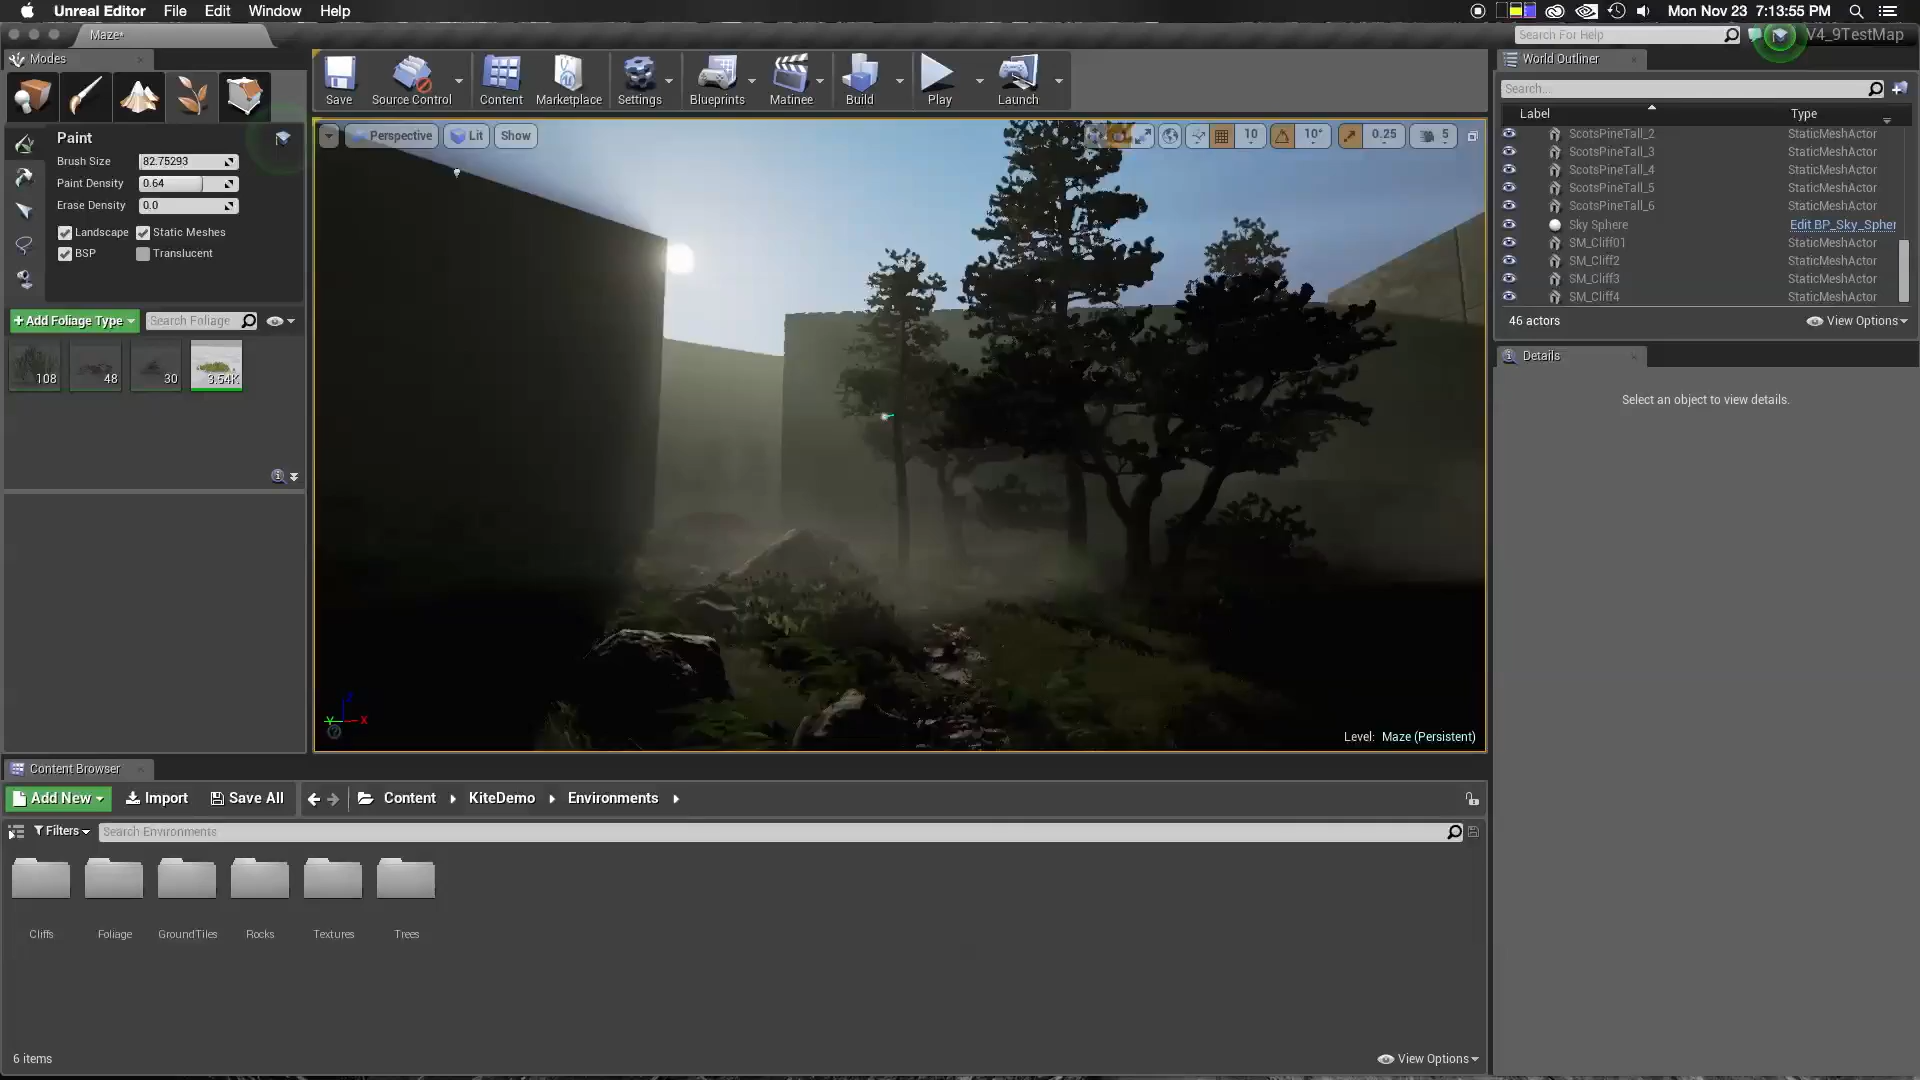 Unreal Editor File Edit Window Help
Mon Nov 23 7:13:55 PM
Maze*
Search For Help
V4_9TestMap
Modes
Save
Source Control
Content
Marketplace
Settings
Blueprints
Matinee
Build
Play
Launch
World Outliner
Search...
Label Type
ScotsPineTall_2 StaticMeshActor
ScotsPineTall_3 StaticMeshActor
ScotsPineTall_4 StaticMeshActor
ScotsPineTall_5 StaticMeshActor
ScotsPineTall_6 StaticMeshActor
Sky Sphere Edit BP_Sky_Spher
SM_Cliff01 StaticMeshActor
SM_Cliff2 StaticMeshActor
SM_Cliff3 StaticMeshActor
SM_Cliff4 StaticMeshActor
46 actors
View Options
Details
Select an object to view details.
Paint
Brush Size 82.75293
Paint Density 0.64
Erase Density 0.0
Landscape Static Meshes
BSP Translucent
+Add Foliage Type
Search Foliage
108 48 30 3.54K
Perspective Lit Show
10 10° 0.25 5
Z
Y X
Level: Maze (Persistent)
Content Browser
Add New Import Save All Content KiteDemo Environments
Filters Search Environments
Cliffs Foliage GroundTiles Rocks Textures Trees
6 items
View Options